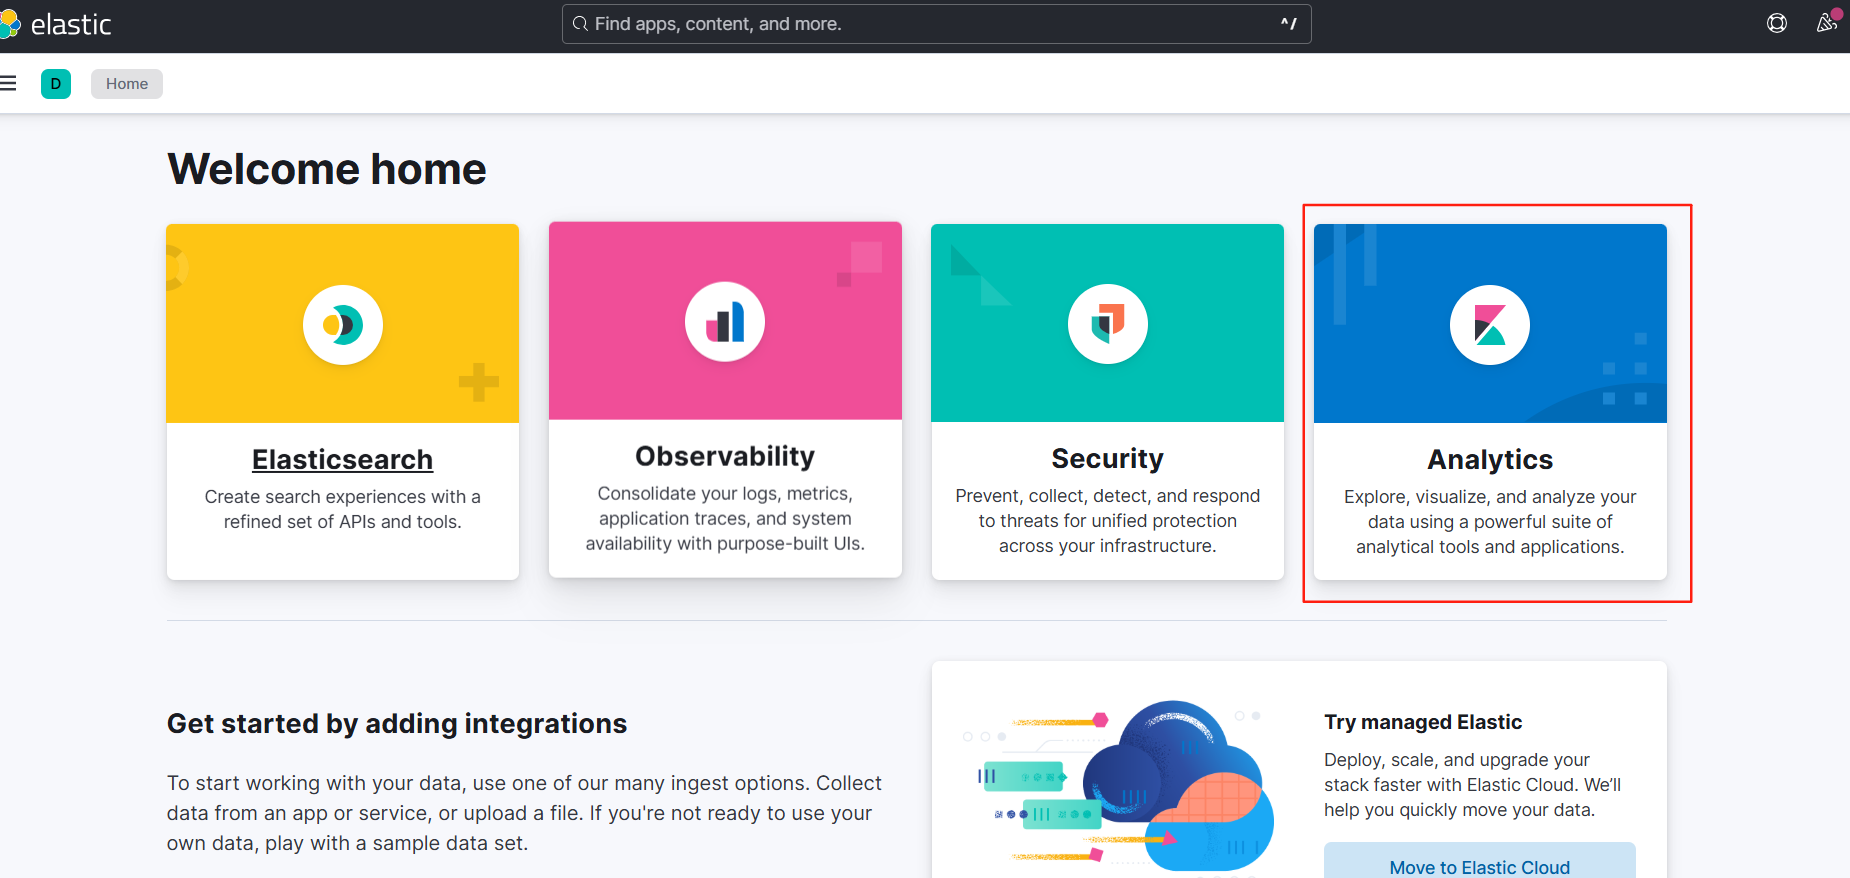 elastic
Find apps, content, and more.
^/
D
Home
Welcome home
Elasticsearch
Create search experiences with a
refined set of APIs and tools.
Observability
Consolidate your logs, metrics,
application traces, and system
availability with purpose-built UIs.
Security
Prevent, collect, detect, and respond
to threats for unified protection
across your infrastructure.
Analytics
Explore, visualize, and analyze your
data using a powerful suite of
analytical tools and applications.
Get started by adding integrations
To start working with your data, use one of our many ingest options. Collect
data from an app or service, or upload a file. If you're not ready to use your
own data, play with a sample data set.
Try managed Elastic
Deploy, scale, and upgrade your
stack faster with Elastic Cloud. We’ll
help you quickly move your data.
Move to Elastic Cloud